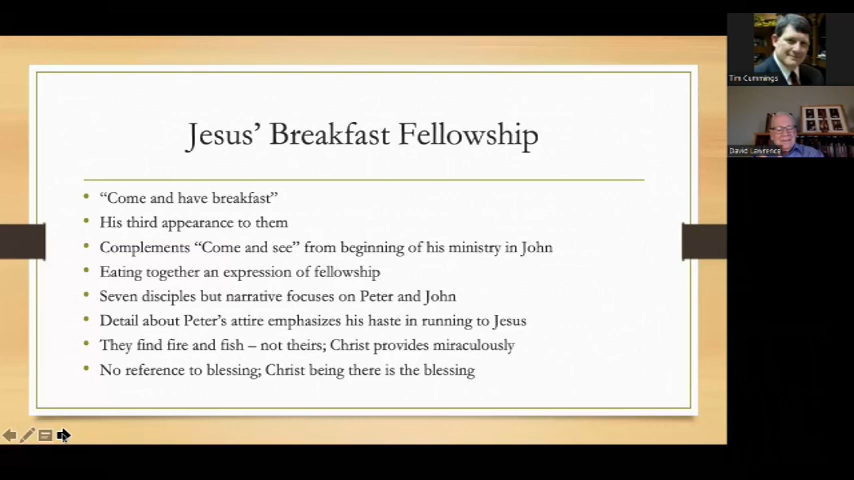 Jesus' Breakfast Fellowship
• "Come and have breakfast"
• His third appearance to them
• Complements "Come and see" from beginning of his ministry in John
• Eating together an expression of fellowship
• Seven disciples but narrative focuses on Peter and John
• Detail about Peter's attire emphasizes his haste in running to Jesus
• They find fire and fish – not theirs; Christ provides miraculously
• No reference to blessing; Christ being there is the blessing
Tim Cummings
David Lawrence